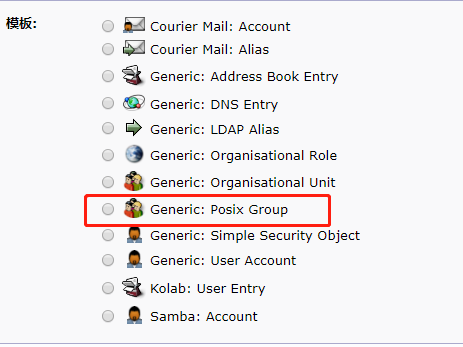 模板:
Courier Mail: Account
Courier Mail: Alias
Generic: Address Book Entry
Generic: DNS Entry
Generic: LDAP Alias
Generic: Organisational Role
Generic: Organisational Unit
Generic: Posix Group
Generic: Simple Security Object
Generic: User Account
Kolab: User Entry
Samba: Account